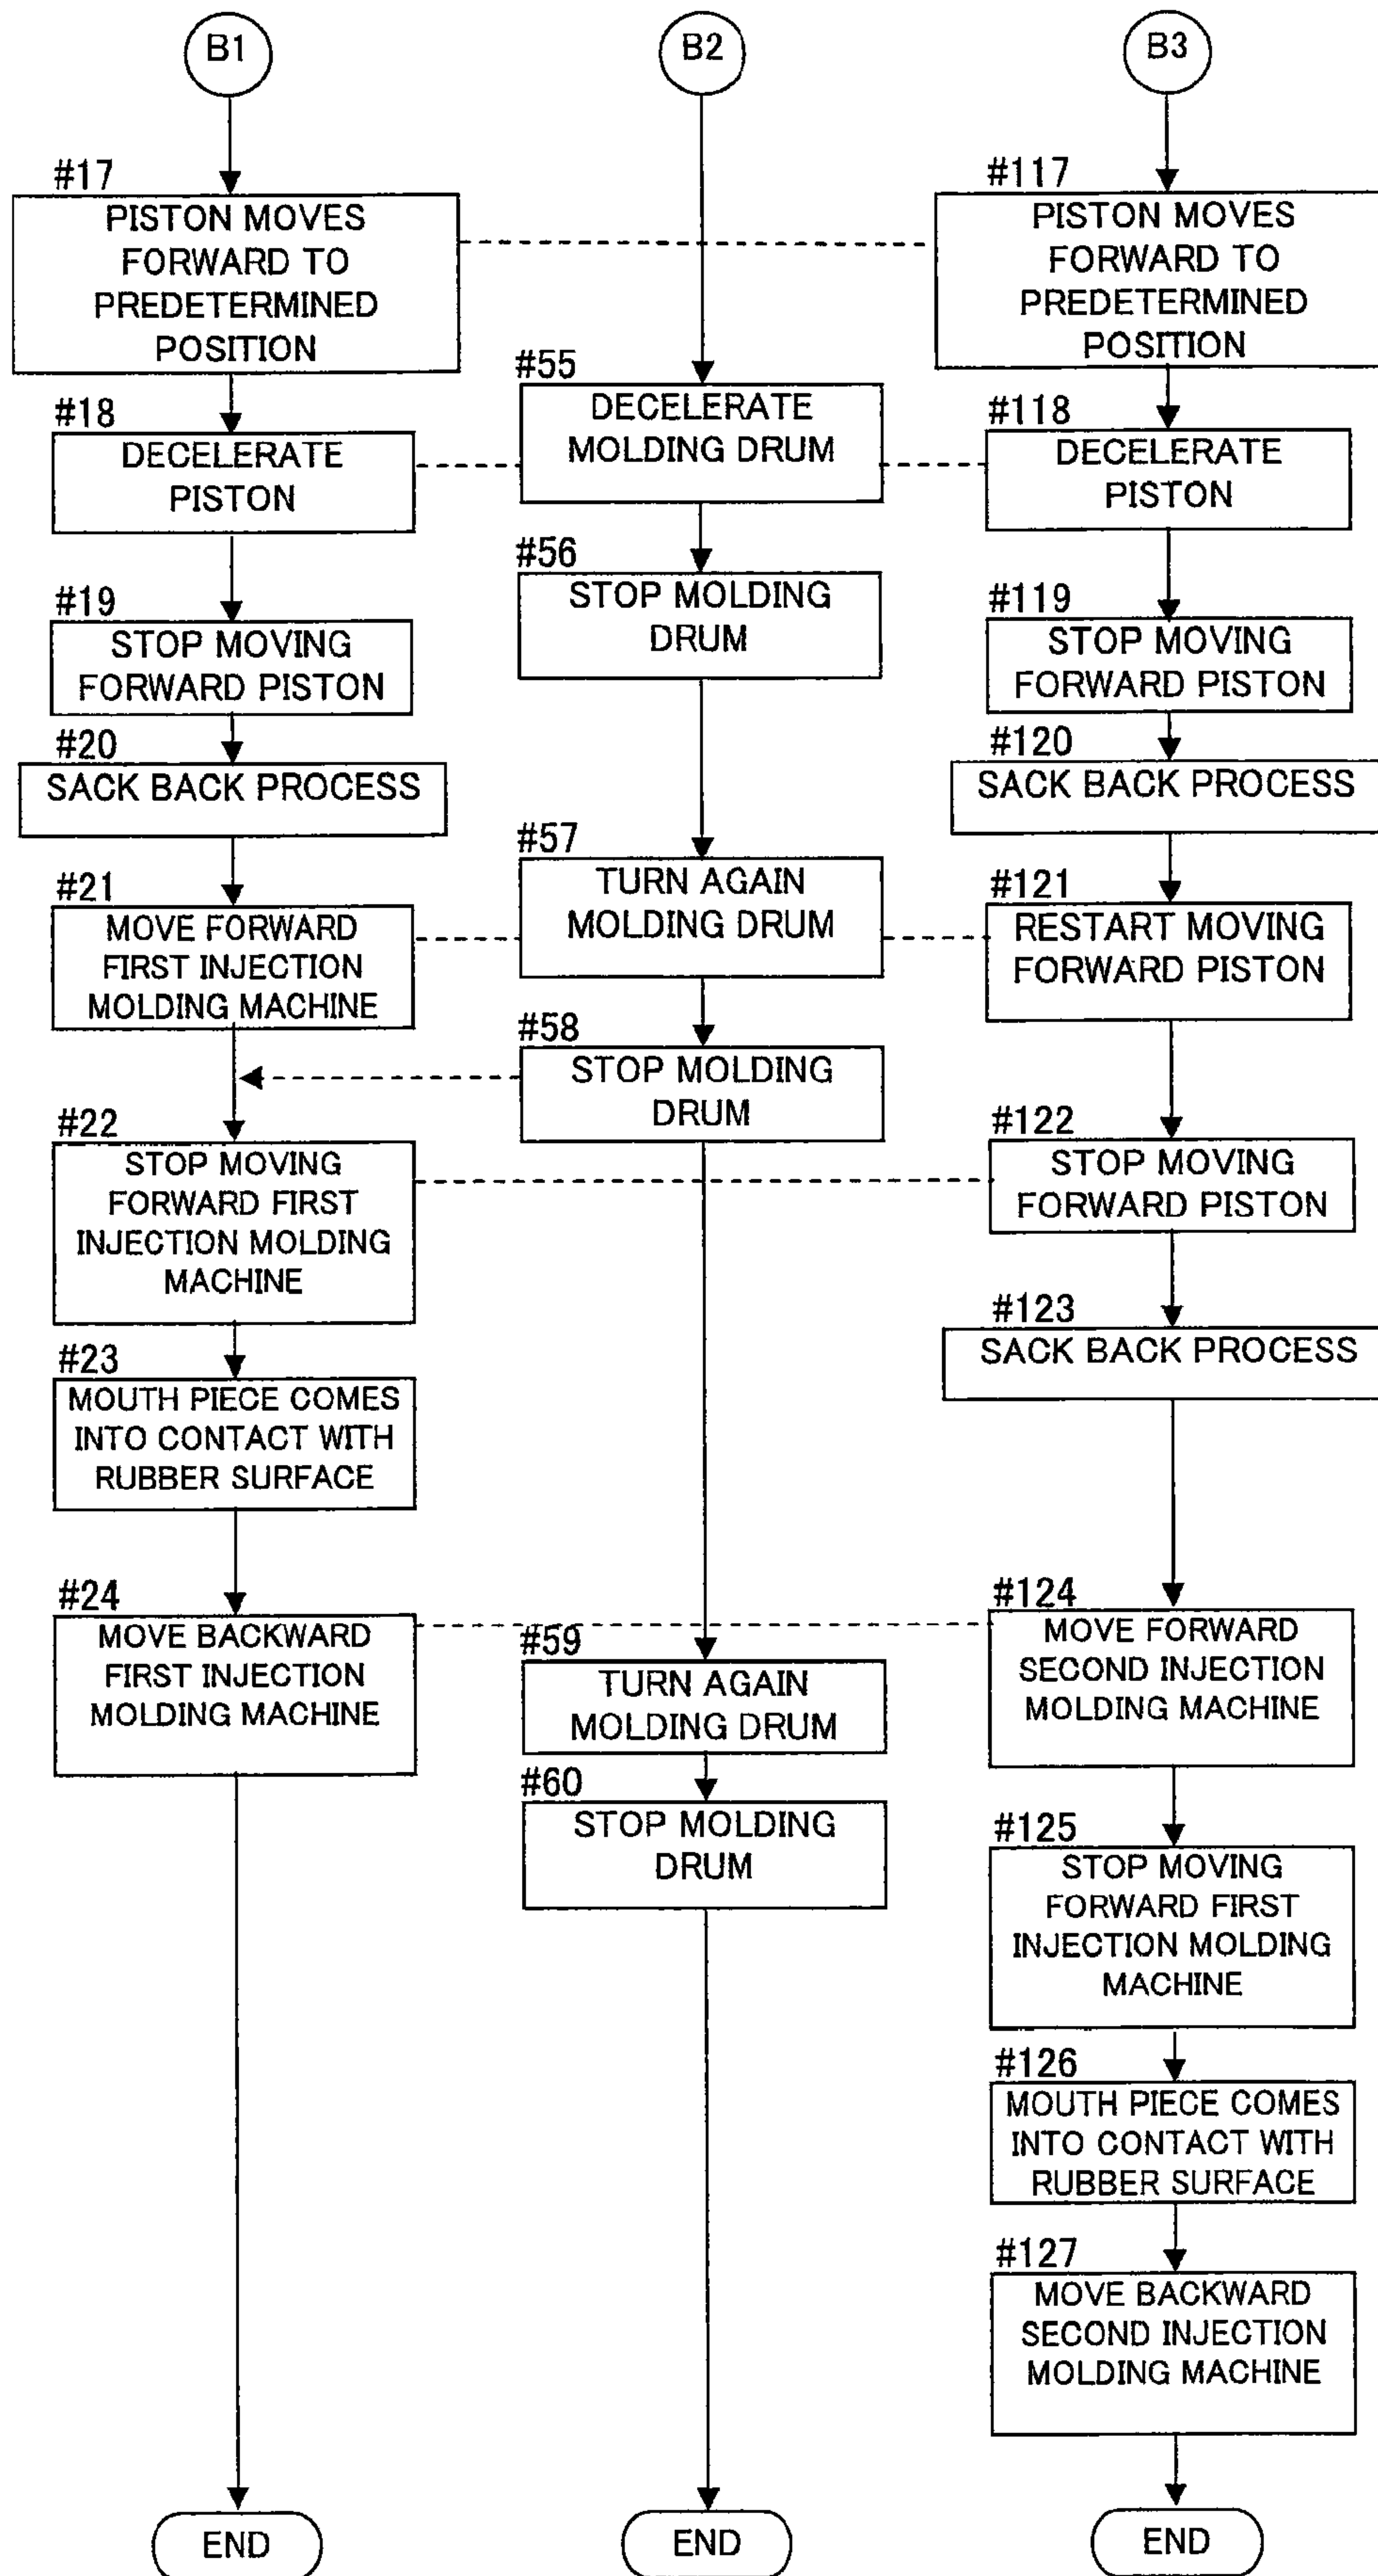 B1
#17
PISTON MOVES
FORWARD TO
PREDETERMINED
POSITION
#18
DECELERATE
PISTON
#19
STOP MOVING
FORWARD PISTON
#20
SACK BACK PROCESS
#21
MOVE FORWARD
FIRST INJECTION
MOLDING MACHINE
#22
STOP MOVING
FORWARD FIRST
INJECTION MOLDING
MACHINE
#23
MOUTH PIECE COMES
INTO CONTACT WITH
RUBBER SURFACE
#24
MOVE BACKWARD
FIRST INJECTION
MOLDING MACHINE
END
B2
#55
DECELERATE
MOLDING DRUM
#56
STOP MOLDING
DRUM
#57
TURN AGAIN
MOLDING DRUM
#58
STOP MOLDING
DRUM
#59
TURN AGAIN
MOLDING DRUM
#60
STOP MOLDING
DRUM
END
B3
#117
PISTON MOVES
FORWARD TO
PREDETERMINED
POSITION
#118
DECELERATE
PISTON
#119
STOP MOVING
FORWARD PISTON
#120
SACK BACK PROCESS
#121
RESTART MOVING
FORWARD PISTON
#122
STOP MOVING
FORWARD PISTON
#123
SACK BACK PROCESS
#124
MOVE FORWARD
SECOND INJECTION
MOLDING MACHINE
#125
STOP MOVING
FORWARD FIRST
INJECTION MOLDING
MACHINE
#126
MOUTH PIECE COMES
INTO CONTACT WITH
RUBBER SURFACE
#127
MOVE BACKWARD
SECOND INJECTION
MOLDING MACHINE
END